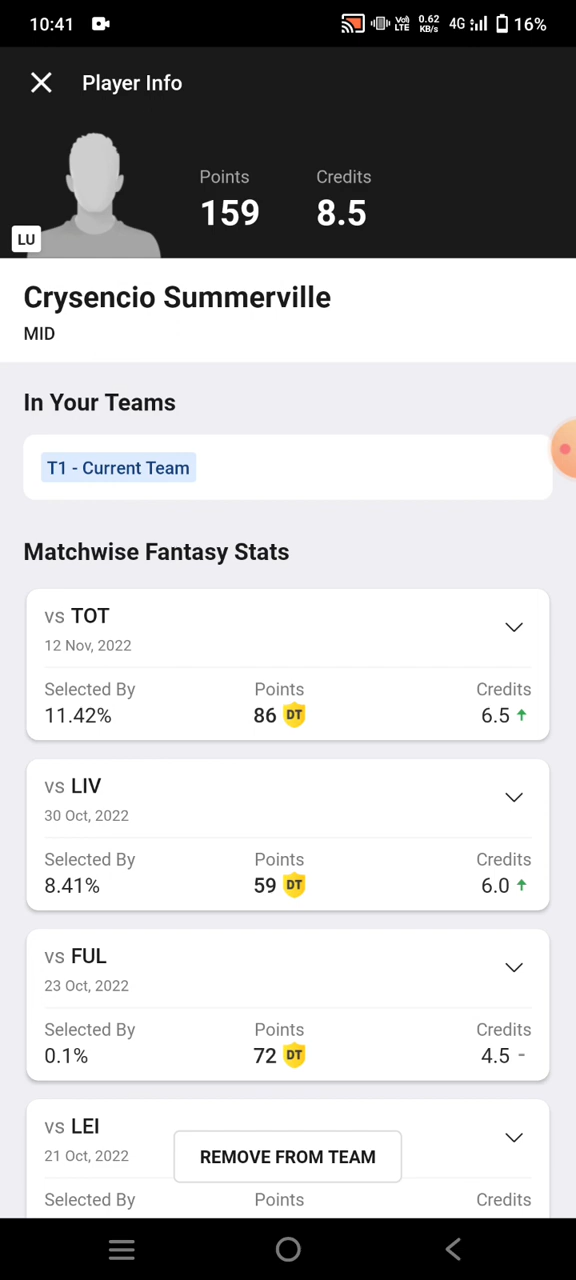 10:41 Vo) LTE 0.62 KB/s 4G 16%
Player Info
Points Credits
159 8.5
LU
Crysencio Summerville
MID
In Your Teams
T1 - Current Team
Matchwise Fantasy Stats
vs TOT
12 Nov, 2022
Selected By Points Credits
11.42% 86 DT 6.5
vs LIV
30 Oct, 2022
Selected By Points Credits
8.41% 59 DT 6.0
vs FUL
23 Oct, 2022
Selected By Points Credits
0.1% 72 DT 4.5 -
vs LEI
21 Oct, 2022
REMOVE FROM TEAM
Selected By Points Credits